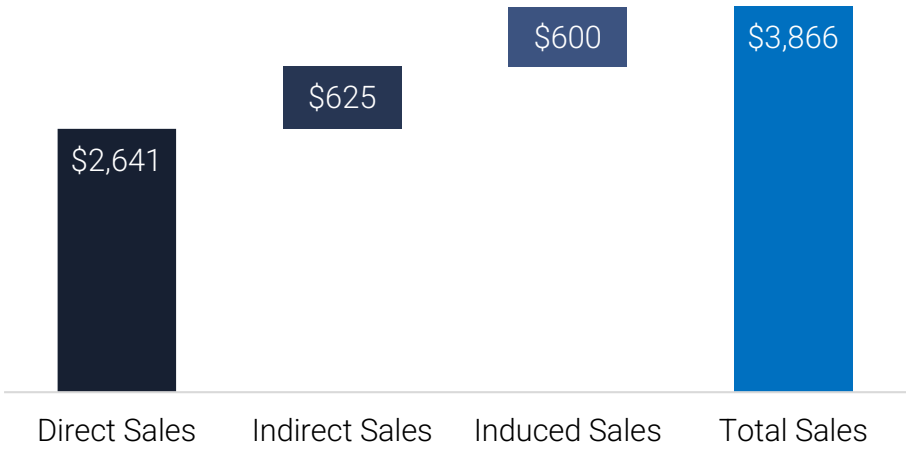 $600
$3,866
$625
$2,641
Direct Sales
Indirect Sales
Induced Sales
Total Sales